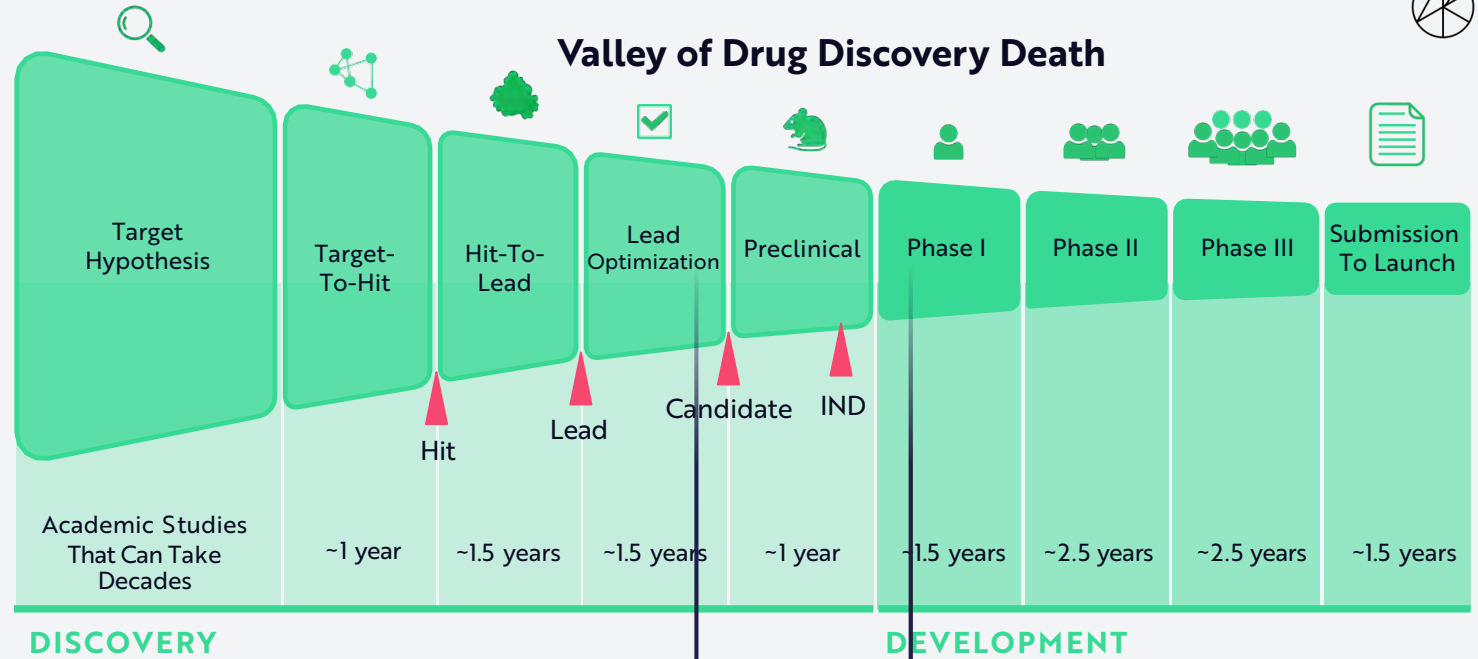 Valley of Drug Discovery Death
Target
Hypothesis
Target-
To-Hit
Hit-To-
Lead
Lead
Optimization
Preclinical
Phase I
Phase II
Phase III
Submission
To Launch
Hit
Lead
Candidate
IND
Academic Studies
That Can Take
Decades
~1 year
~1.5 years
~1.5 years
~1 year
~1.5 years
~2.5 years
~2.5 years
~1.5 years
DISCOVERY
DEVELOPMENT